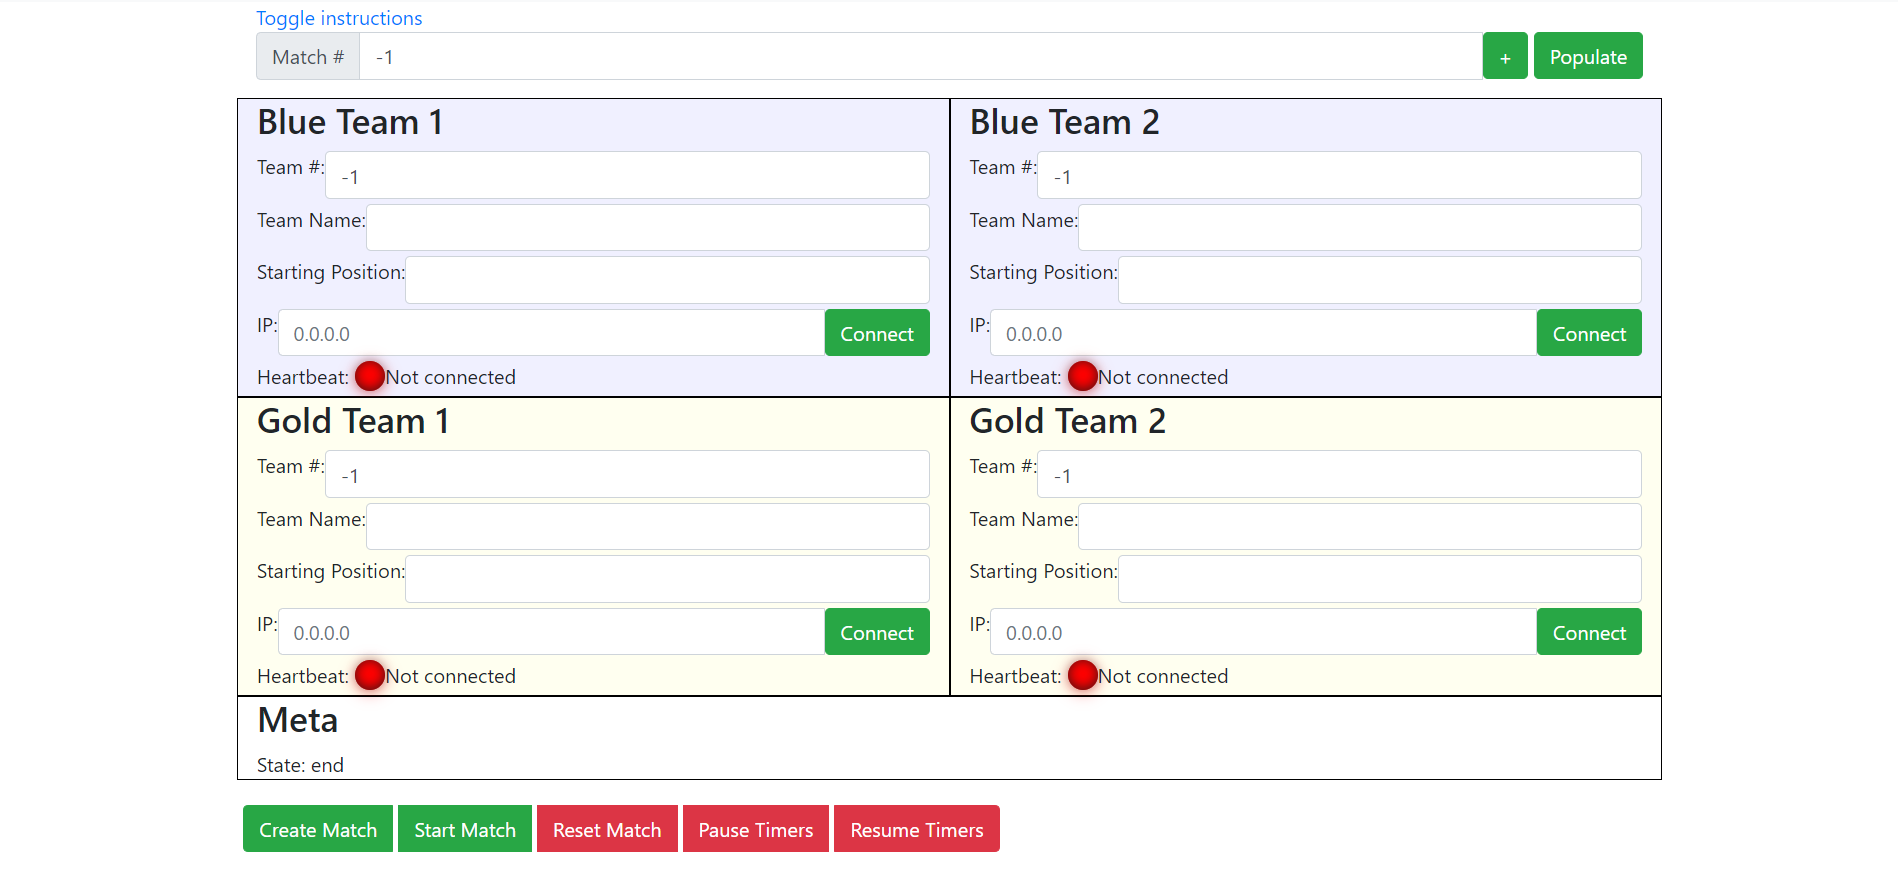 Toggle instructions
Match # -1 + Populate
Blue Team 1
Team #: -1
Team Name:
Starting Position:
IP: 0.0.0.0 Connect
Heartbeat: Not connected
Blue Team 2
Team #: -1
Team Name:
Starting Position:
IP: 0.0.0.0 Connect
Heartbeat: Not connected
Gold Team 1
Team #: -1
Team Name:
Starting Position:
IP: 0.0.0.0 Connect
Heartbeat: Not connected
Gold Team 2
Team #: -1
Team Name:
Starting Position:
IP: 0.0.0.0 Connect
Heartbeat: Not connected
Meta
State: end
Create Match Start Match Reset Match Pause Timers Resume Timers